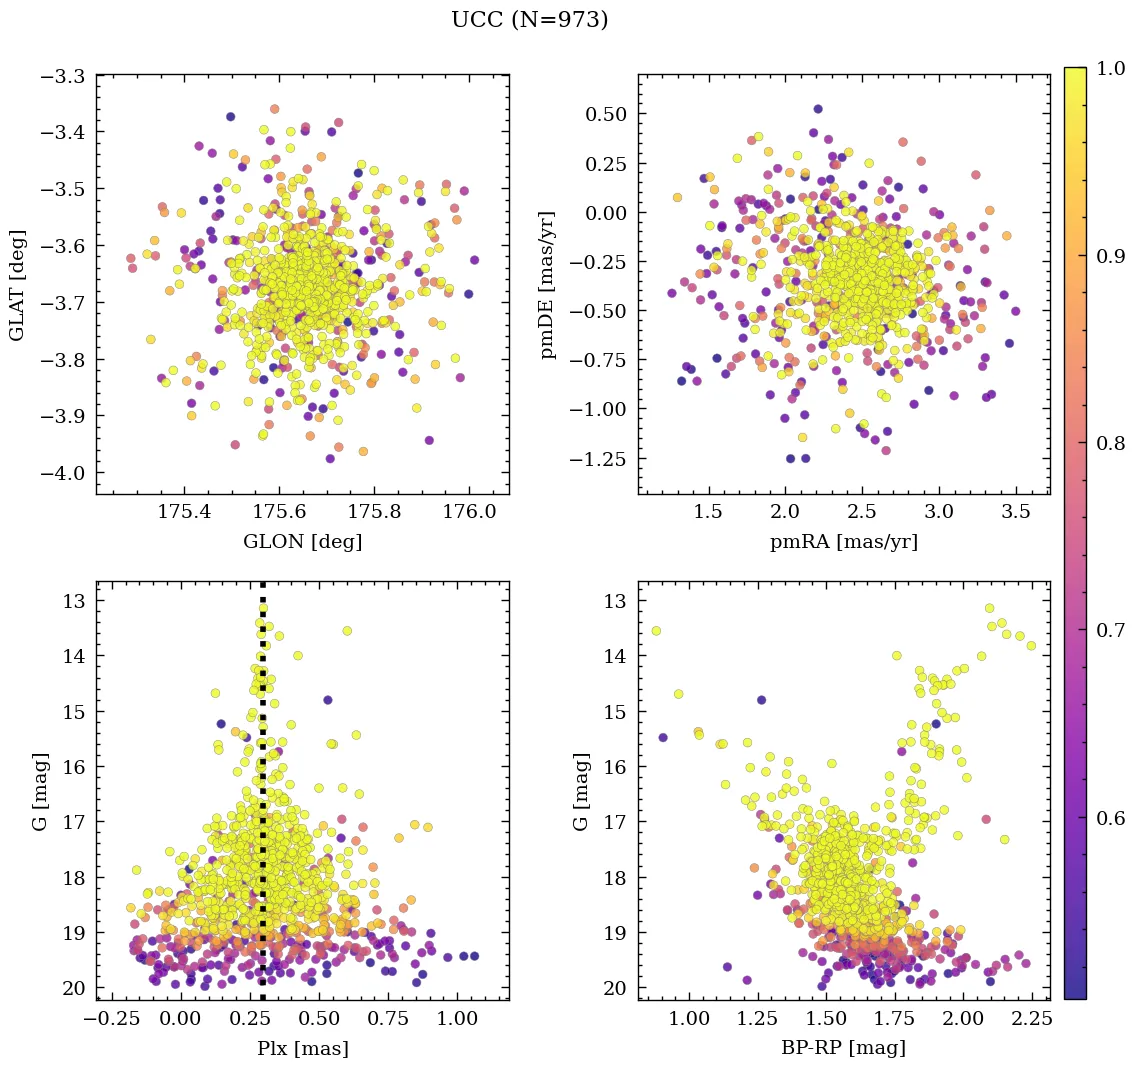 UCC (N=973)
−3.3
−3.4
−3.5
−3.6
−3.7
−3.8
−3.9
−4.0
GLAT [deg]
175.4 175.6 175.8 176.0
GLON [deg]
0.50
0.25
0.00
−0.25
−0.50
−0.75
−1.00
−1.25
pmDE [mas/yr]
1.5 2.0 2.5 3.0 3.5
pmRA [mas/yr]
1.0
0.9
0.8
0.7
0.6
13
14
15
16
17
18
19
20
G [mag]
−0.25 0.00 0.25 0.50 0.75 1.00
Plx [mas]
13
14
15
16
17
18
19
20
G [mag]
1.00 1.25 1.50 1.75 2.00 2.25
BP-RP [mag]